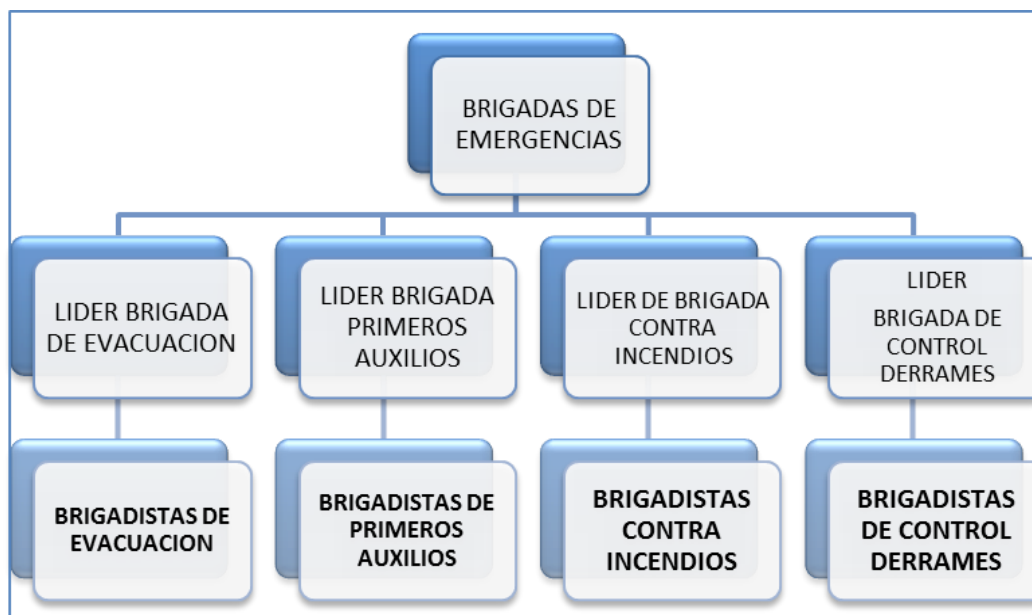 BRIGADAS DE
EMERGENCIAS
LIDER BRIGADA
DE EVACUACION
LIDER BRIGADA
PRIMEROS
AUXILIOS
LIDER DE BRIGADA
CONTRA
INCENDIOS
LIDER
BRIGADA DE
CONTROL
DERRAMES
BRIGADISTAS DE
EVACUACION
BRIGADISTAS DE
PRIMEROS
AUXILIOS
BRIGADISTAS
CONTRA
INCENDIOS
BRIGADISTAS
DE CONTROL
DERRAMES